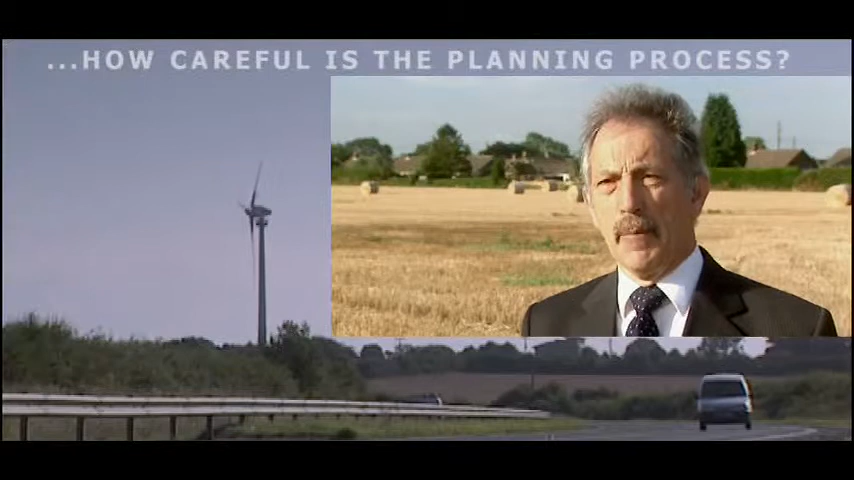 ...HOW CAREFUL IS THE PLANNING PROCESS?